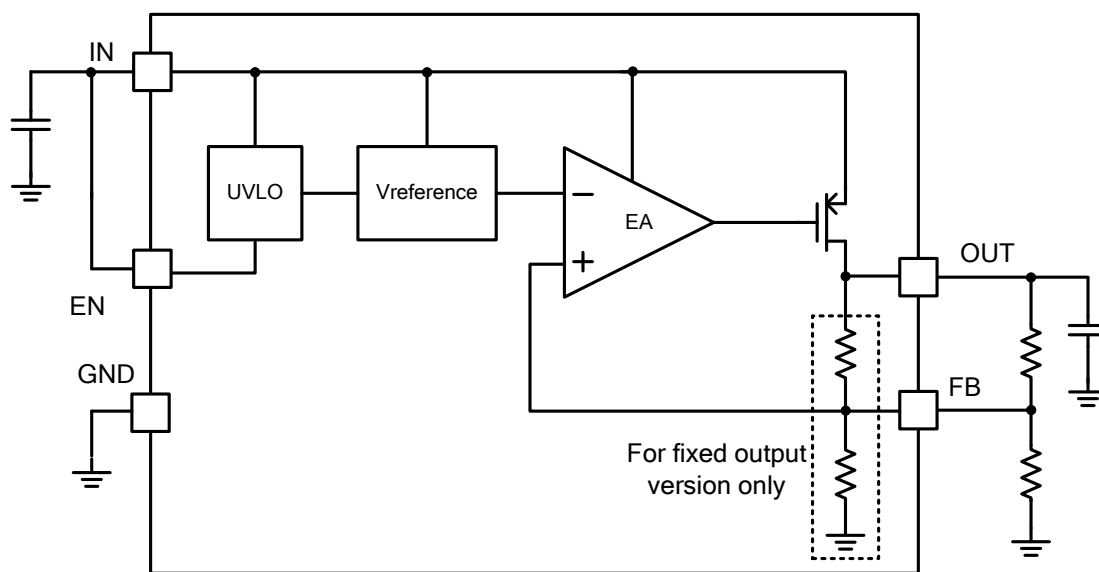 IN
UVLO
Vreference
−
EA
+
OUT
EN
GND
FB
For fixed output
version only